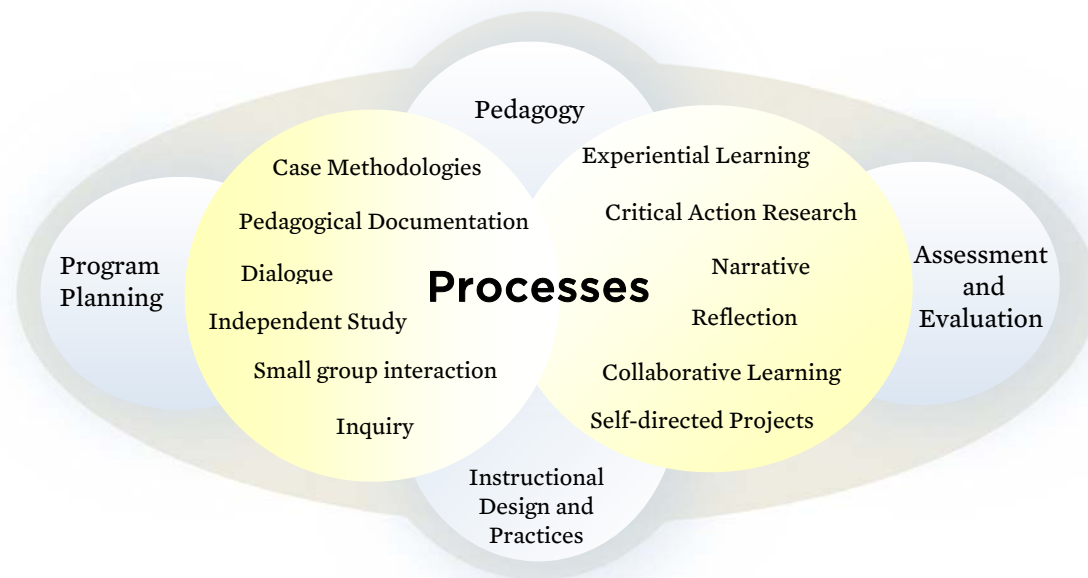 Pedagogy
Case Methodologies
Pedagogical Documentation
Dialogue
Independent Study
Small group interaction
Inquiry
Processes
Experiential Learning
Critical Action Research
Narrative
Reflection
Collaborative Learning
Self-directed Projects
Program
Planning
Assessment
and
Evaluation
Instructional
Design and
Practices